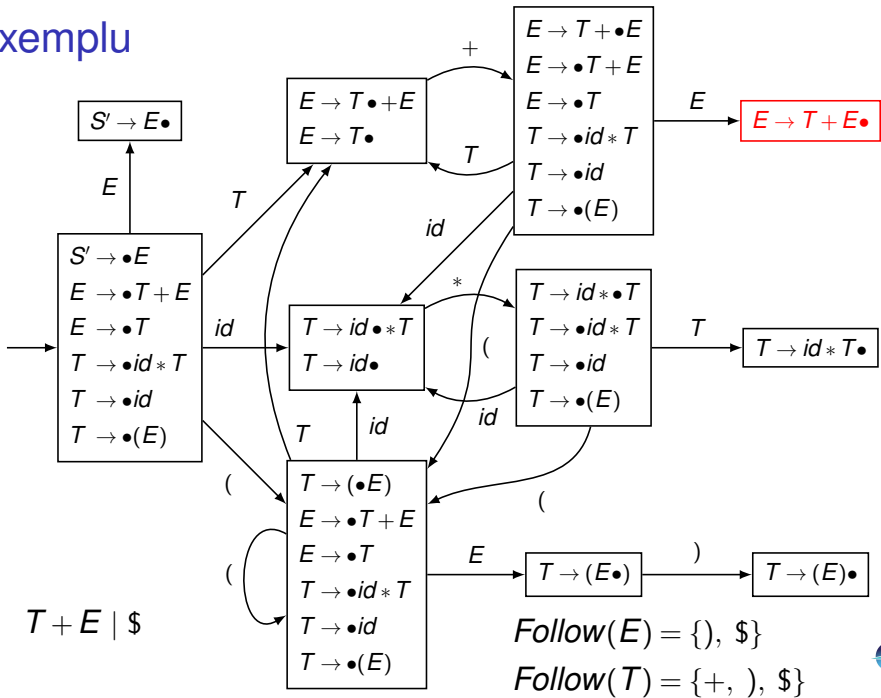 xemplu
S′ → E•
E
S′ → •E
E → •T + E
E → •T
T → •id ∗ T
T → •id
T → •(E)
T
id
(
E → T• + E
E → T•
+
T
E → T + •E
E → •T + E
E → •T
T → •id ∗ T
T → •id
T → •(E)
E
E → T + E•
id
(
T → id• ∗ T
T → id•
∗
id
T → id ∗ •T
T → •id ∗ T
T → •id
T → •(E)
T
T → id ∗ T•
(
T
id
(
T → (•E)
E → •T + E
E → •T
T → •id ∗ T
T → •id
T → •(E)
E
T → (E•)
)
T → (E)•
T + E | $
Follow(E) = {), $}
Follow(T) = {+, ), $}